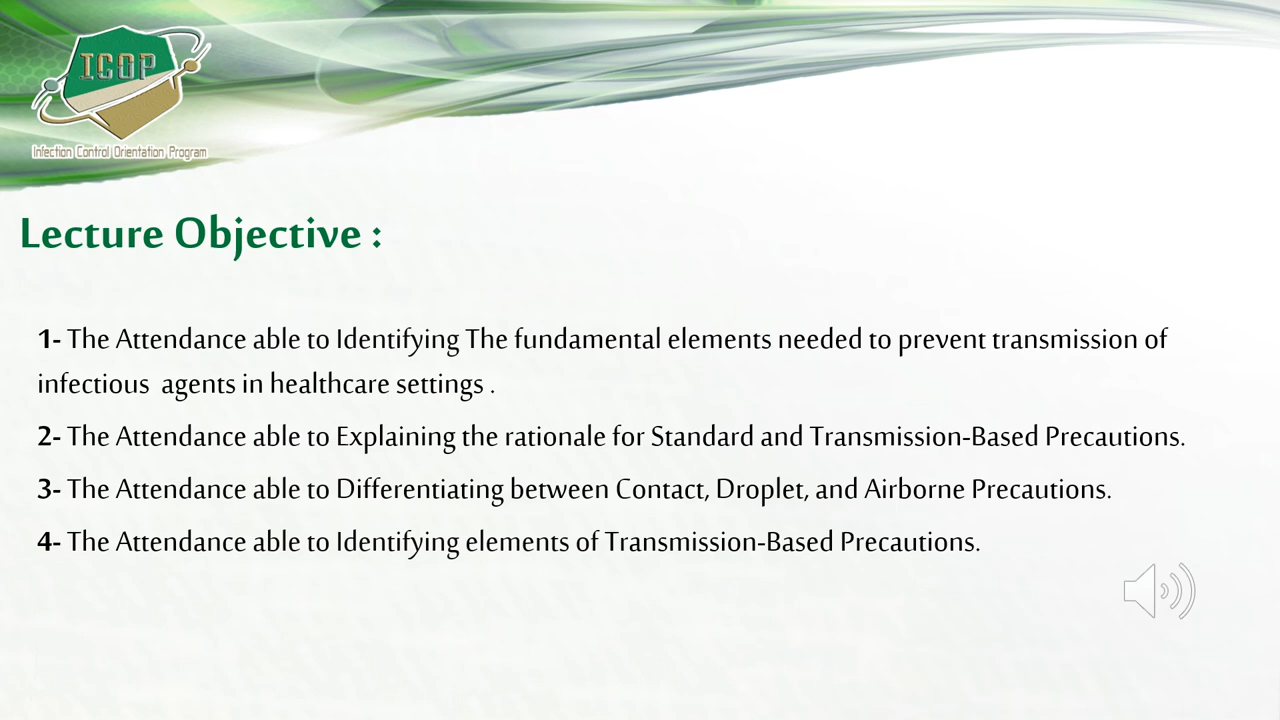 ICOP
Infection Control Orientation Program
Lecture Objective :
1- The Attendance able to Identifying The fundamental elements needed to prevent transmission of
infectious  agents in healthcare settings .
2- The Attendance able to Explaining the rationale for Standard and Transmission-Based Precautions.
3- The Attendance able to Differentiating between Contact, Droplet, and Airborne Precautions.
4- The Attendance able to Identifying elements of Transmission-Based Precautions.